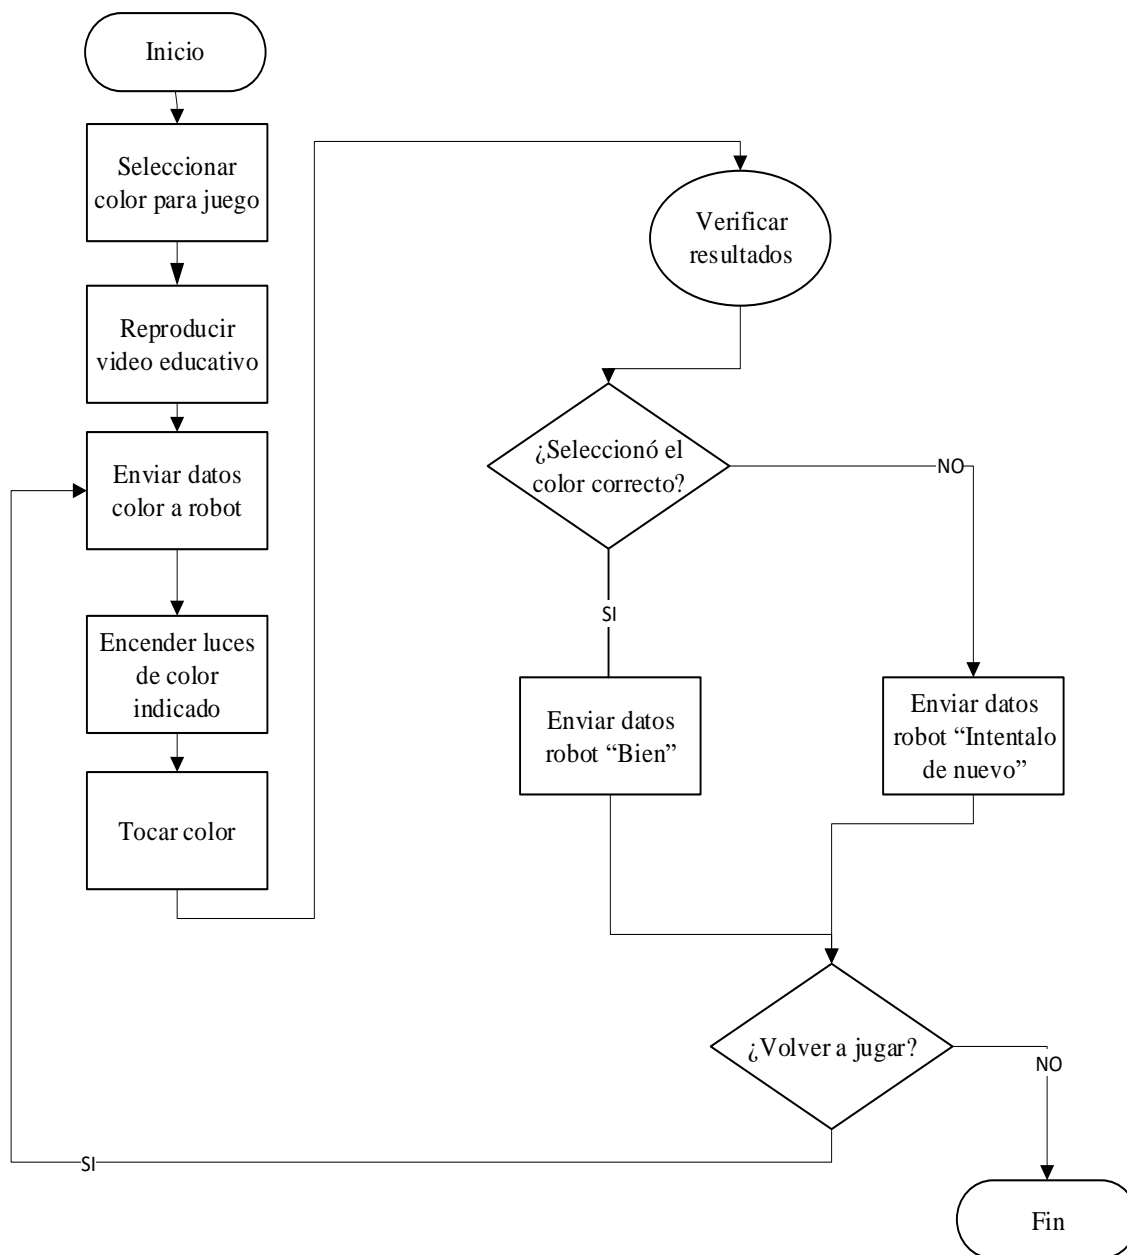 Inicio
Seleccionar
color para juego
Reproducir
video educativo
Enviar datos
color a robot
Encender luces
de color
indicado
Tocar color
Verificar
resultados
¿Seleccionó el
color correcto?
NO
SI
Enviar datos
robot “Bien”
Enviar datos
robot “Intentalo
de nuevo”
¿Volver a jugar?
NO
SI
Fin